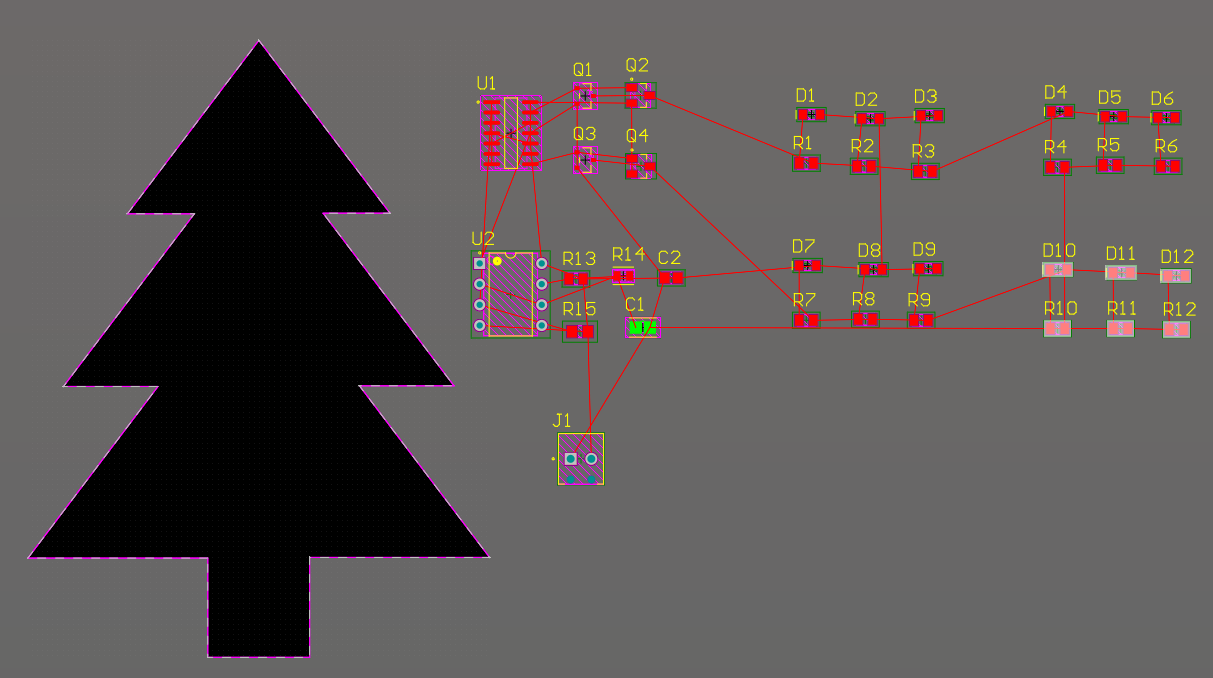 U1
Q1
Q2
Q3
Q4
D1
D2
D3
D4
D5
D6
R1
R2
R3
R4
R5
R6
U2
R13
R14
C2
R15
C1
D7
D8
D9
D10
D11
D12
R7
R8
R9
R10
R11
R12
J1